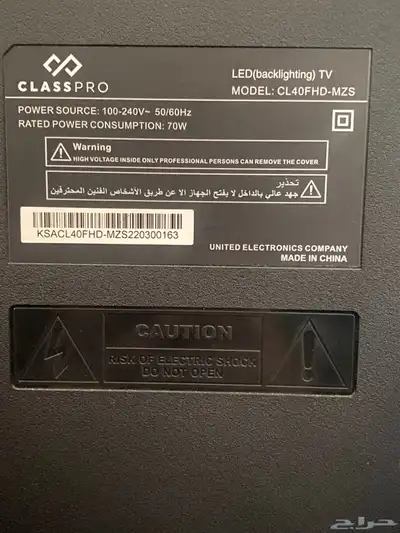 CLASSPRO
LED(backlighting) TV
MODEL: CL40FHD-MZS
POWER SOURCE: 100-240V~ 50/60Hz
RATED POWER CONSUMPTION: 70W
Warning
HIGH VOLTAGE INSIDE ONLY PROFESSIONAL PERSONS CAN REMOVE THE COVER
تحذير
جهد عالي بالداخل لا يفتح الجهاز الا عن طريق الأشخاص الفنين المحترفين
KSACL40FHD-MZS220300163
UNITED ELECTRONICS COMPANY
MADE IN CHINA
CAUTION
RISK OF ELECTRIC SHOCK
DO NOT OPEN
حراج